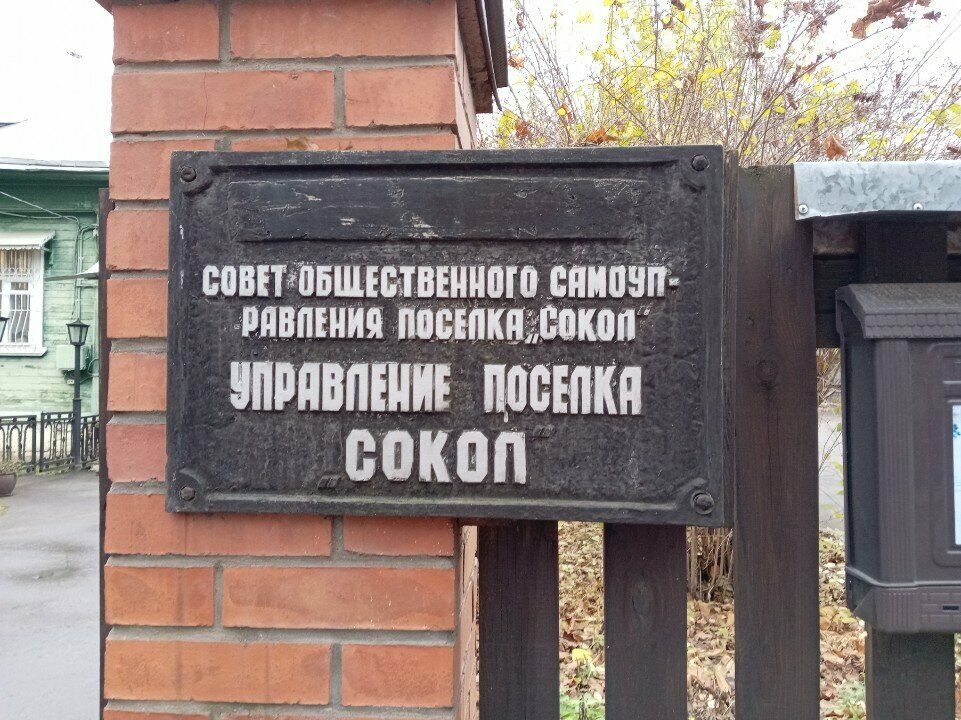 СОВЕТ ОБЩЕСТВЕННОГО САМОУП-
РАВЛЕНИЯ ПОСЕЛКА „СОКОЛ"
УПРАВЛЕНИЕ ПОСЕЛКА
„СОКОЛ"